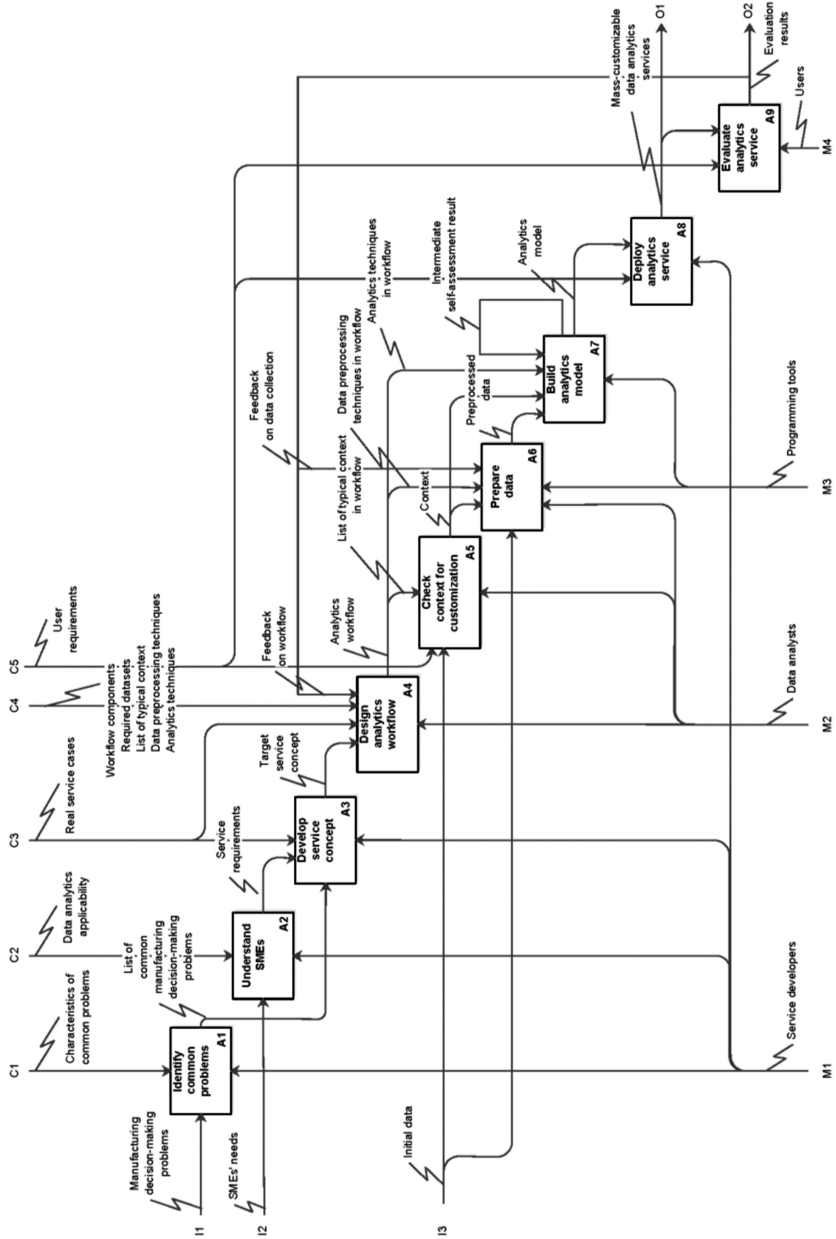 C1
C2
C3
C4
C5
Characteristics of
common problems
Data analytics
applicability
Real service cases
Workflow components
Required datasets
List of typical context
Data preprocessing techniques
Analytics techniques
User
requirements
I1
Manufacturing
decision-making
problems
Identify
common
problems
A1
List of
common
manufacturing
decision-making
problems
I2
SMEs' needs
Understand
SMEs
A2
Service
requirements
Develop
service
concept
A3
Target
service
concept
Design
analytics
workflow
A4
Feedback
on workflow
Analytics
workflow
I3
Initial data
List of typical context
in workflow
Check
context for
customization
A5
Context
Feedback
on data collection
Data preprocessing
techniques in workflow
Prepare
data
A6
Preprocessed
data
Analytics techniques
in workflow
Build
analytics
model
A7
Intermediate
self-assessment result
Analytics
model
Deploy
analytics
service
A8
Mass-customizable
data analytics
services
O1
Evaluate
analytics
service
A9
Evaluation
results
O2
Users
Service developers
Data analysts
Programming tools
M1
M2
M3
M4